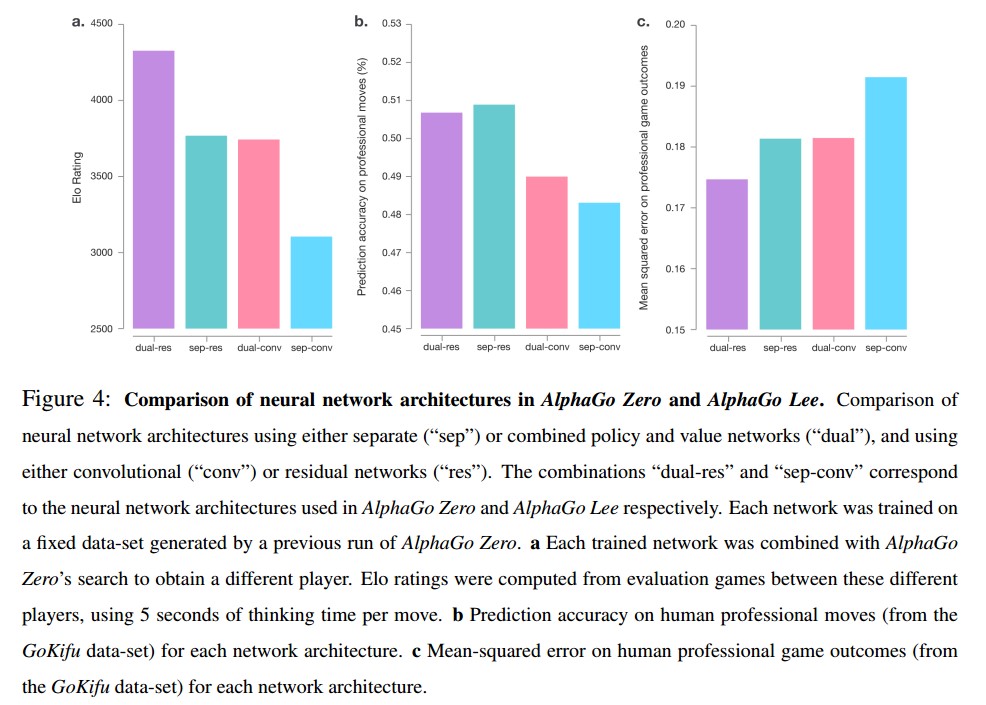 a.
Elo Rating
4500
4000
3500
3000
2500
dual-res sep-res dual-conv sep-conv
b.
Prediction accuracy on professional moves (%)
0.53
0.52
0.51
0.50
0.49
0.48
0.47
0.46
0.45
dual-res sep-res dual-conv sep-conv
c.
Mean squared error on professional game outcomes
0.20
0.19
0.18
0.17
0.16
0.15
dual-res sep-res dual-conv sep-conv
Figure 4: Comparison of neural network architectures in AlphaGo Zero and AlphaGo Lee. Comparison of
neural network architectures using either separate (“sep”) or combined policy and value networks (“dual”), and using
either convolutional (“conv”) or residual networks (“res”). The combinations “dual-res” and “sep-conv” correspond
to the neural network architectures used in AlphaGo Zero and AlphaGo Lee respectively. Each network was trained on
a fixed data-set generated by a previous run of AlphaGo Zero. a Each trained network was combined with AlphaGo
Zero’s search to obtain a different player. Elo ratings were computed from evaluation games between these different
players, using 5 seconds of thinking time per move. b Prediction accuracy on human professional moves (from the
GoKifu data-set) for each network architecture. c Mean-squared error on human professional game outcomes (from
the GoKifu data-set) for each network architecture.